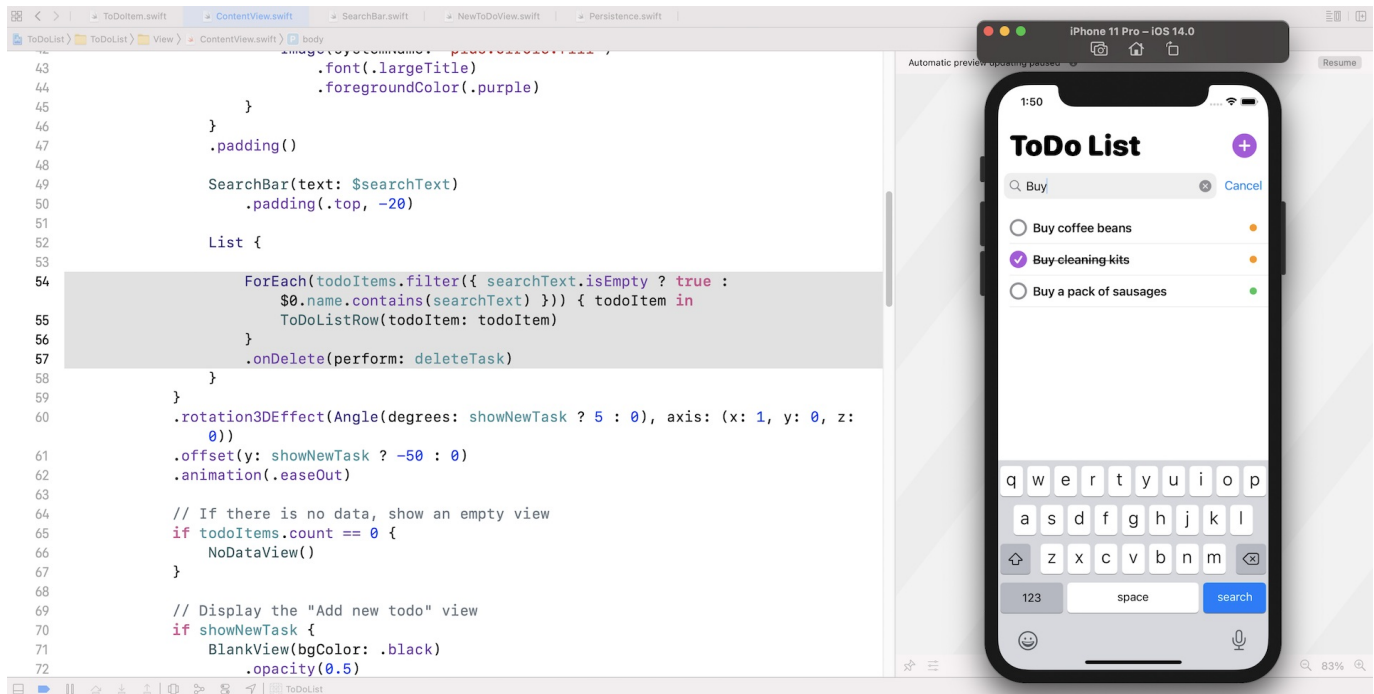 ToDoItem.swift ContentView.swift SearchBar.swift NewToDoView.swift Persistence.swift
ToDoList ToDoList View ContentView.swift body
43 .font(.largeTitle)
44 .foregroundColor(.purple)
45 }
46 }
47 .padding()
48
49 SearchBar(text: $searchText)
50 .padding(.top, -20)
51
52 List {
53
54 ForEach(todoItems.filter({ searchText.isEmpty ? true :
$0.name.contains(searchText) })) { todoItem in
55 ToDoListRow(todoItem: todoItem)
56 }
57 .onDelete(perform: deleteTask)
58 }
59 }
60 .rotation3DEffect(Angle(degrees: showNewTask ? 5 : 0), axis: (x: 1, y: 0, z:
0))
61 .offset(y: showNewTask ? -50 : 0)
62 .animation(.easeOut)
63
64 // If there is no data, show an empty view
65 if todoItems.count == 0 {
66 NoDataView()
67 }
68
69 // Display the "Add new todo" view
70 if showNewTask {
71 BlankView(bgColor: .black)
72 .opacity(0.5)
ToDoList
Automatic preview updating paused
Resume
iPhone 11 Pro – iOS 14.0
1:50
ToDo List
Buy
Cancel
Buy coffee beans
Buy cleaning kits
Buy a pack of sausages
q w e r t y u i o p
a s d f g h j k l
z x c v b n m
123 space search
83%